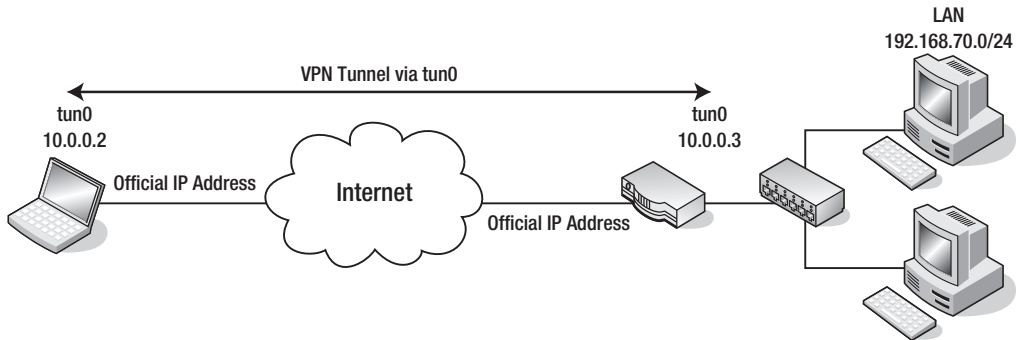 LAN
192.168.70.0/24
VPN Tunnel via tun0
tun0
10.0.0.2
tun0
10.0.0.3
Official IP Address
Internet
Official IP Address